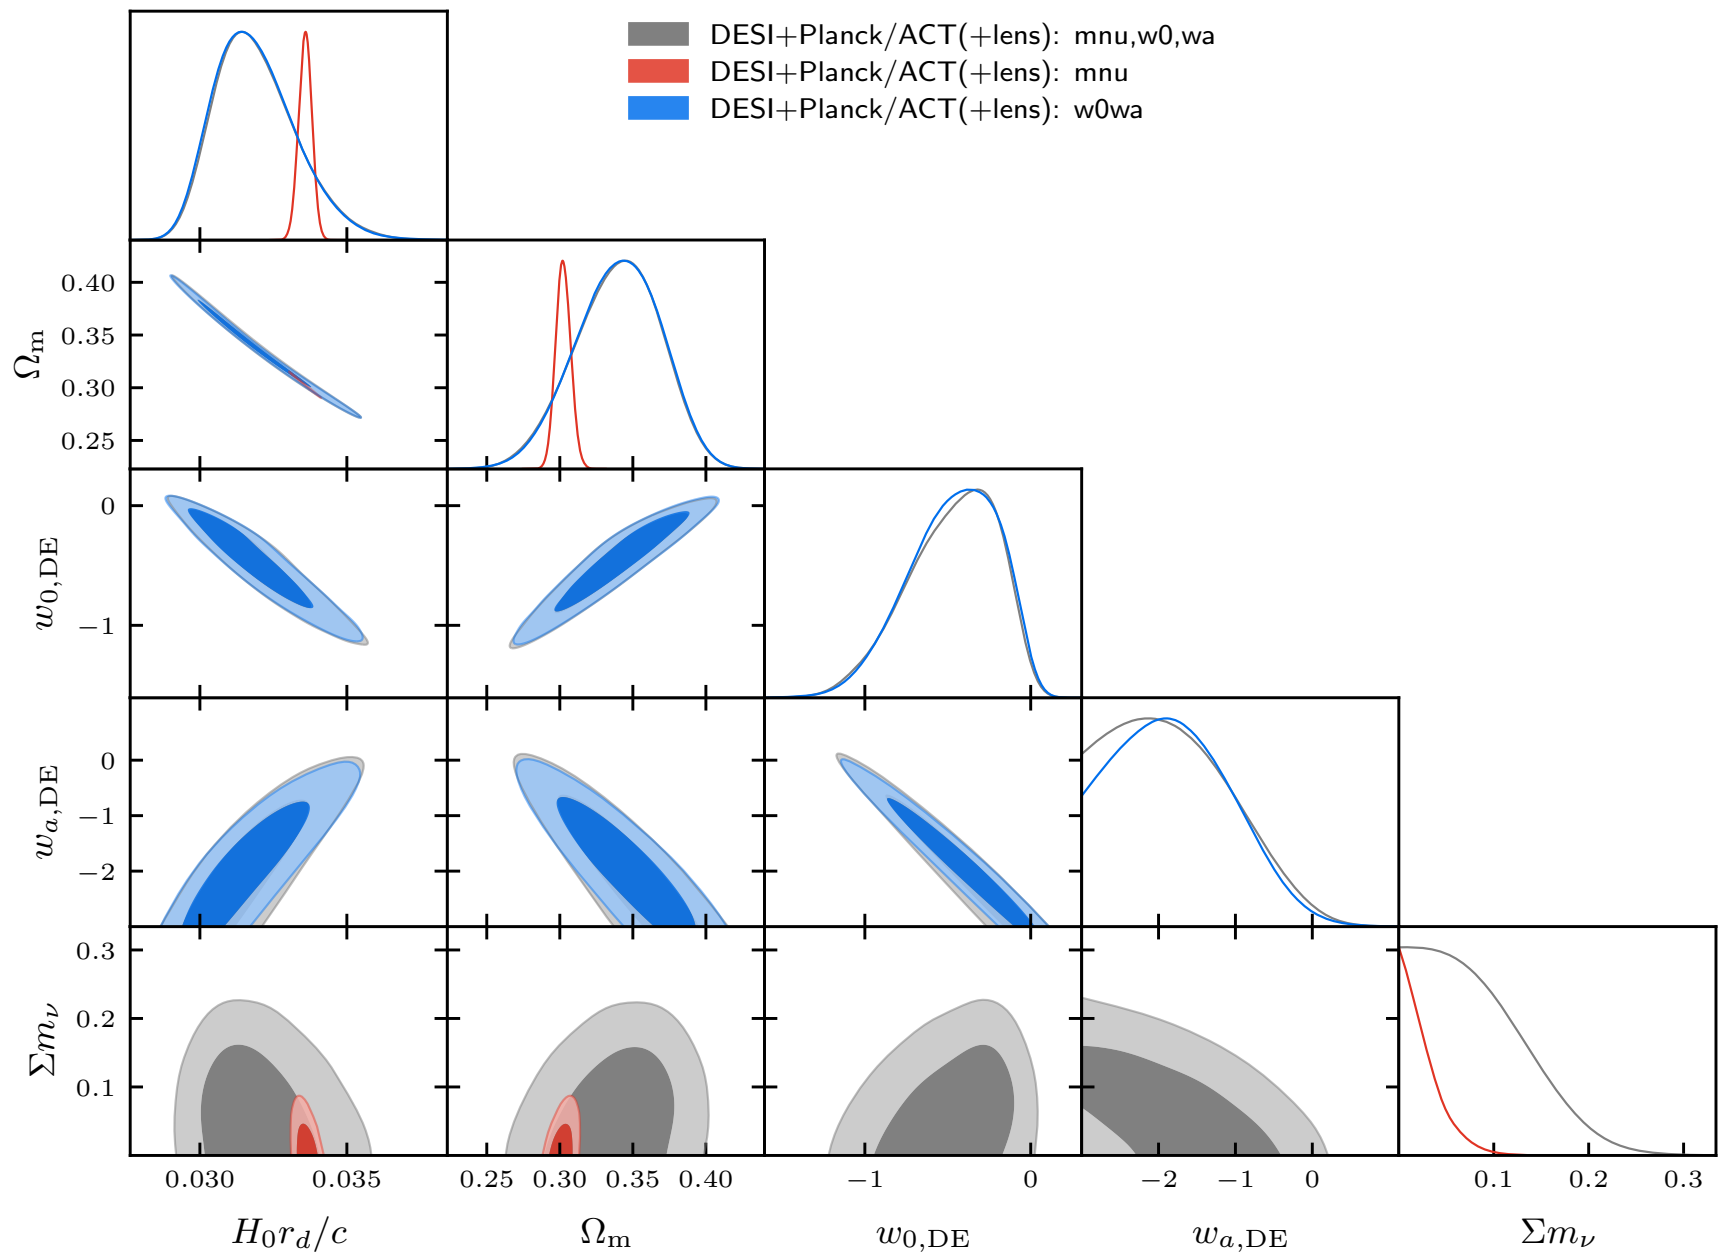 DESI+Planck/ACT(+lens): mnu,w0,wa
DESI+Planck/ACT(+lens): mnu
DESI+Planck/ACT(+lens): w0wa
0.40
0.35
0.30
0.25
Ωm
0
−1
w0,DE
0
−1
−2
wa,DE
0.3
0.2
0.1
Σmν
0.030 0.035 0.25 0.30 0.35 0.40 −1 0 −2 −1 0 0.1 0.2 0.3
H0rd/c Ωm w0,DE wa,DE Σmν